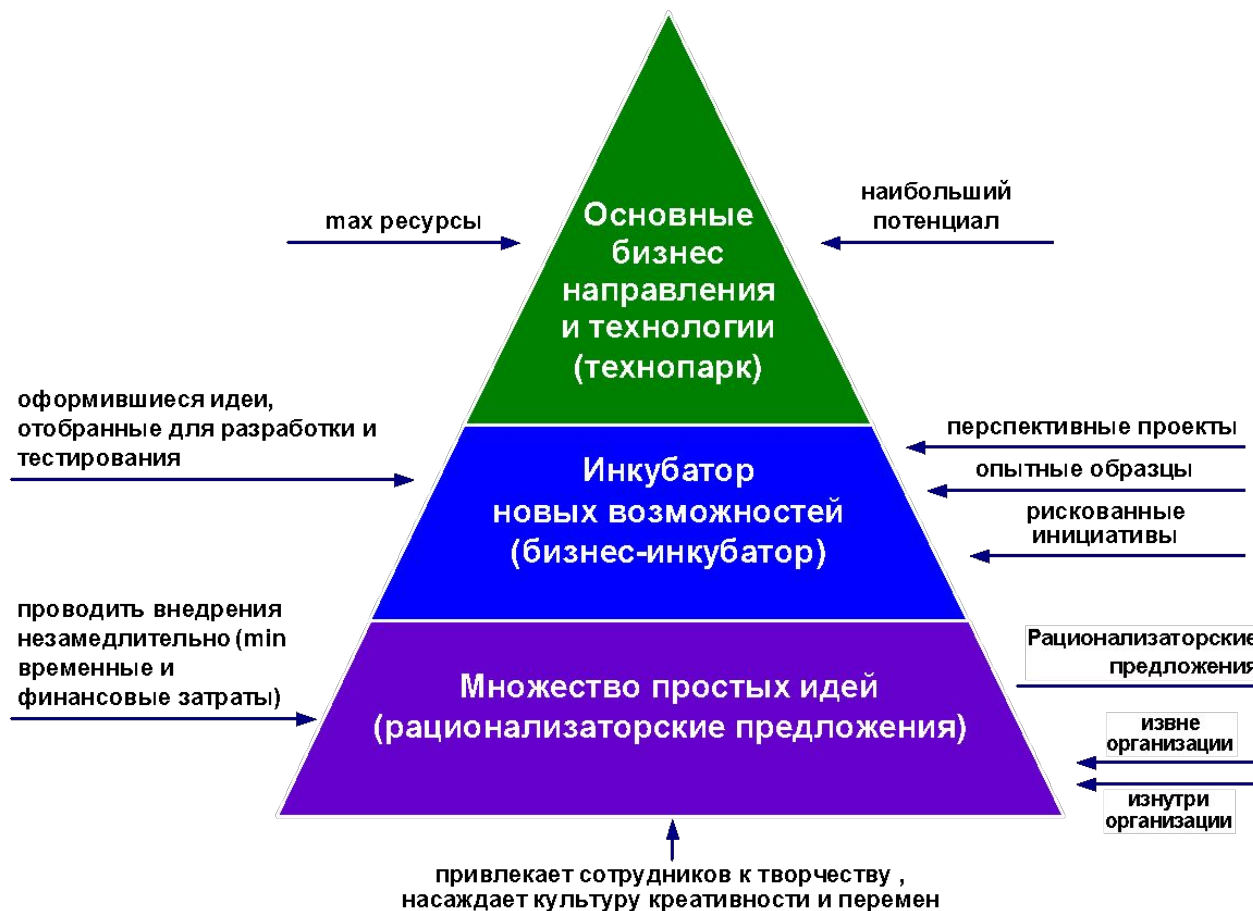 max ресурсы
наибольший
потенциал
Основные
бизнес
направления
и технологии
(технопарк)
оформившиеся идеи,
отобранные для разработки и
тестирования
перспективные проекты
опытные образцы
рискованные
инициативы
Инкубатор
новых возможностей
(бизнес-инкубатор)
проводить внедрения
незамедлительно (min
временные и
финансовые затраты)
Рационализаторские
предложения
Множество простых идей
(рационализаторские предложения)
извне
организации
изнутри
организации
привлекает сотрудников к творчеству ,
насаждает культуру креативности и перемен